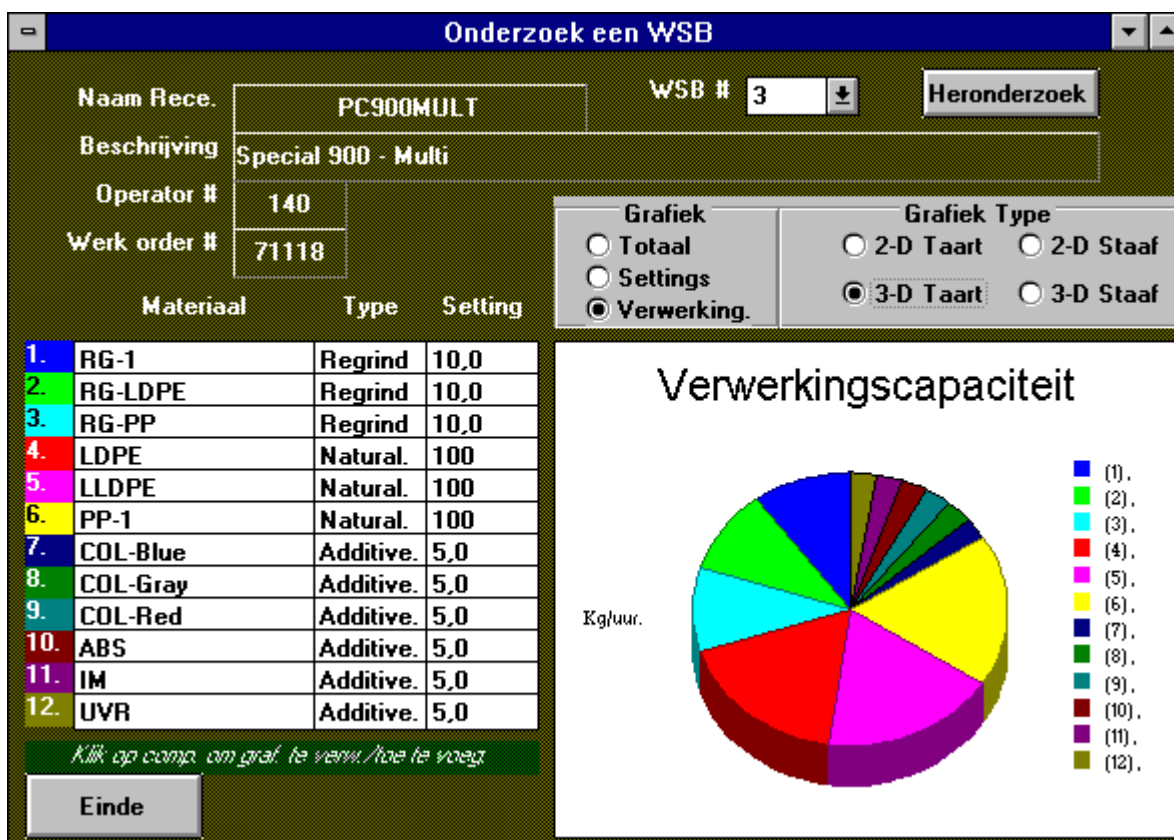 Onderzoek een WSB
Naam Rece. PC900MULT WSB # 3 Heronderzoek
Beschrijving Special 900 - Multi
Operator # 140
Werk order # 71118
Grafiek
Totaal
Settings
Verwerking.
Grafiek Type
2-D Taart 2-D Staaf
3-D Taart 3-D Staaf
Materiaal Type Setting
1. RG-1 Regrind 10,0
2. RG-LDPE Regrind 10,0
3. RG-PP Regrind 10,0
4. LDPE Natural. 100
5. LLDPE Natural. 100
6. PP-1 Natural. 100
7. COL-Blue Additive. 5,0
8. COL-Gray Additive. 5,0
9. COL-Red Additive. 5,0
10. ABS Additive. 5,0
11. IM Additive. 5,0
12. UVR Additive. 5,0
Klik op comp. om graf. te verw./toe te voeg.
Einde
Verwerkingscapaciteit
Kg/uur.
(1).
(2).
(3).
(4).
(5).
(6).
(7).
(8).
(9).
(10).
(11).
(12).